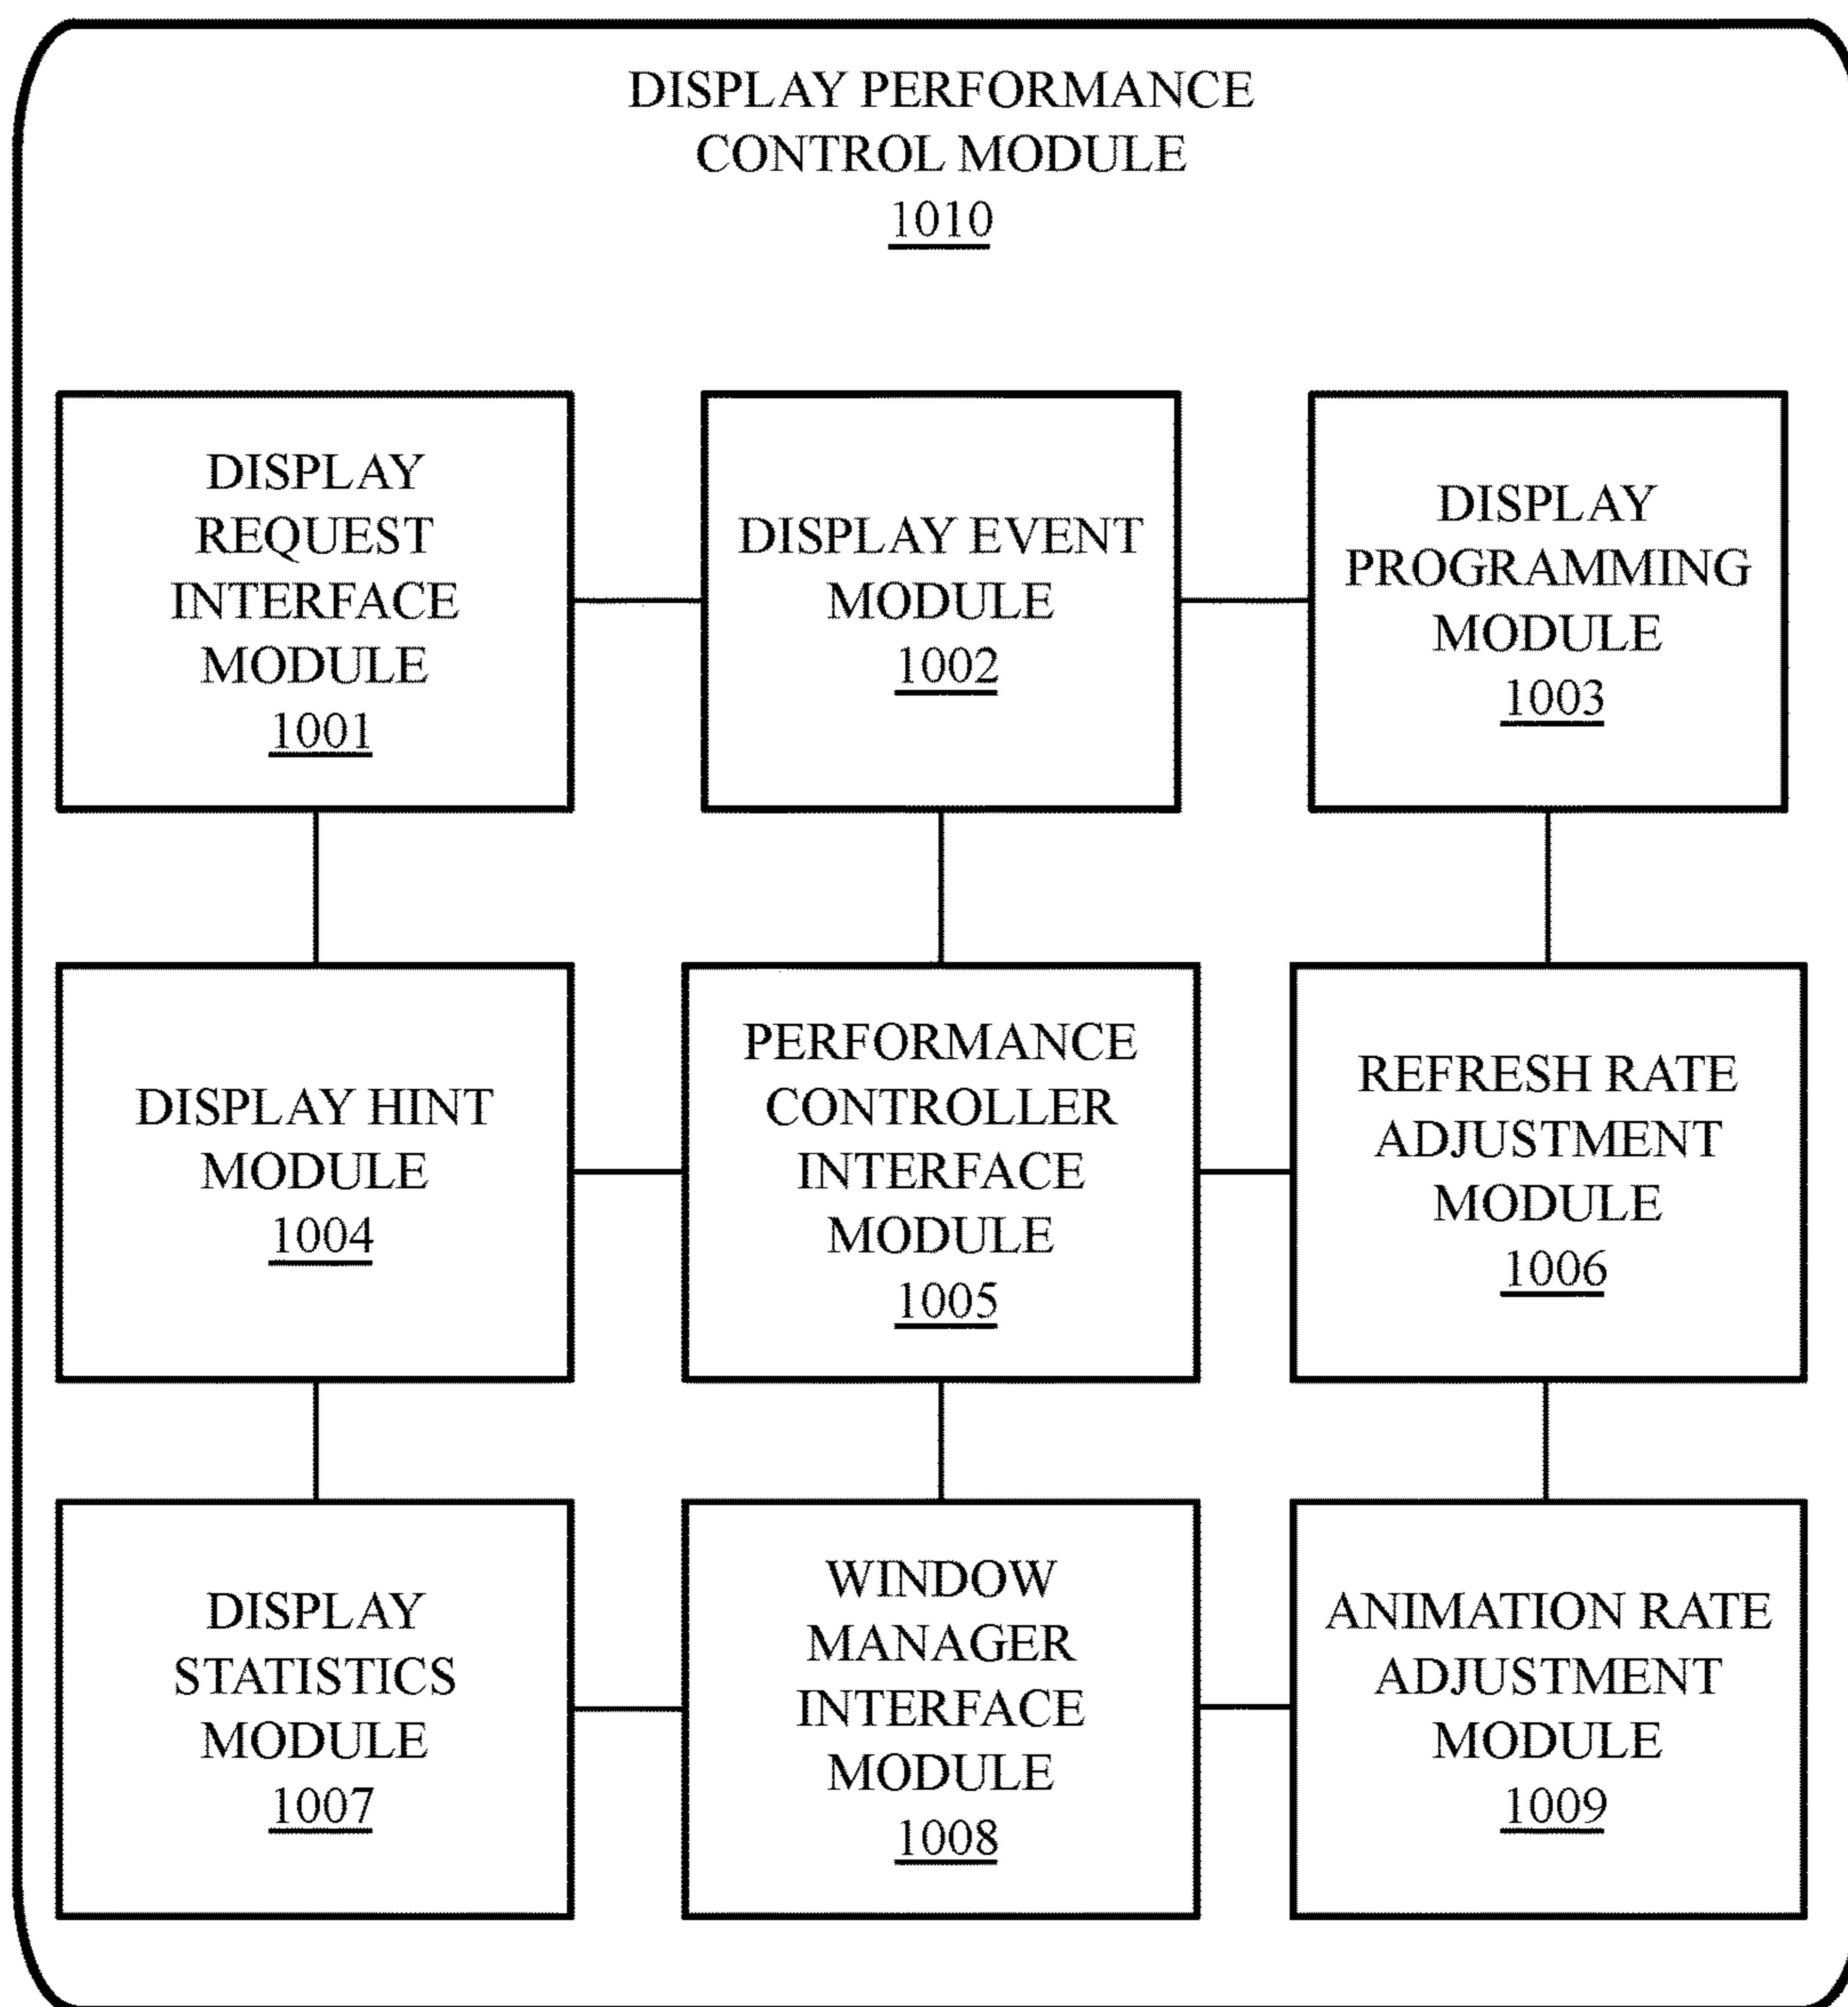 DISPLAY PERFORMANCE
CONTROL MODULE
1010
DISPLAY
REQUEST
INTERFACE
MODULE
1001
DISPLAY EVENT
MODULE
1002
DISPLAY
PROGRAMMING
MODULE
1003
DISPLAY HINT
MODULE
1004
PERFORMANCE
CONTROLLER
INTERFACE
MODULE
1005
REFRESH RATE
ADJUSTMENT
MODULE
1006
DISPLAY
STATISTICS
MODULE
1007
WINDOW
MANAGER
INTERFACE
MODULE
1008
ANIMATION RATE
ADJUSTMENT
MODULE
1009